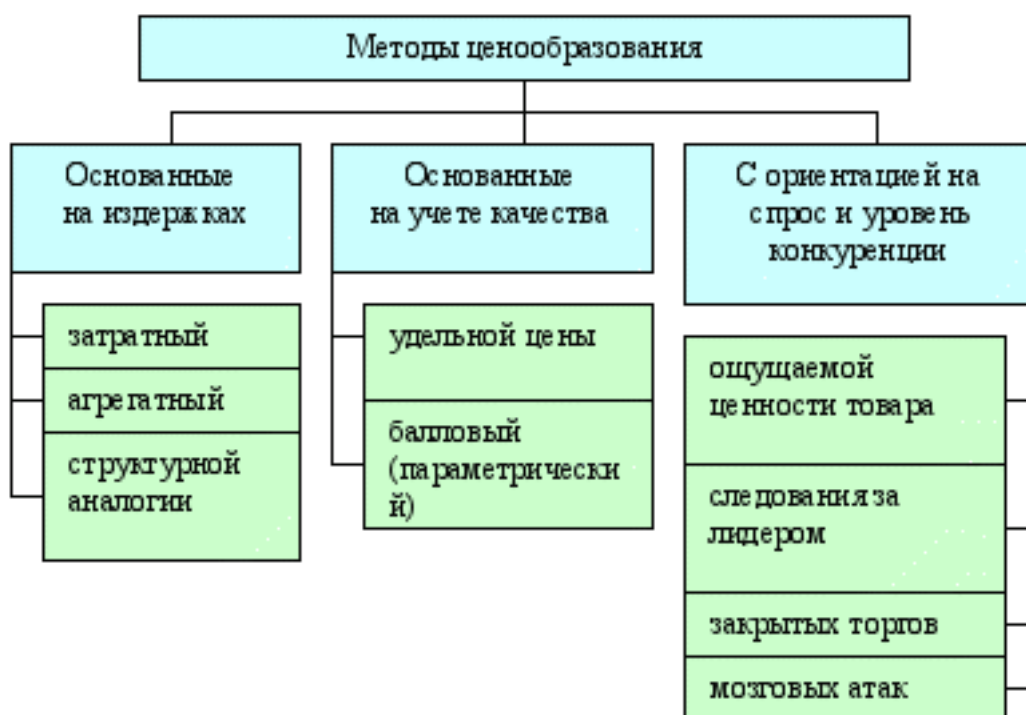 Методы ценообразования
Основанные
на издержках
Основанные
на учете качества
С ориентацией на
спрос и уровень
конкуренции
затратный
агрегатный
структурной
аналогии
удельной цены
балловый
(параметрически
й)
ощущаемой
ценности товара
следования за
лидером
закрытых торгов
мозговых атак